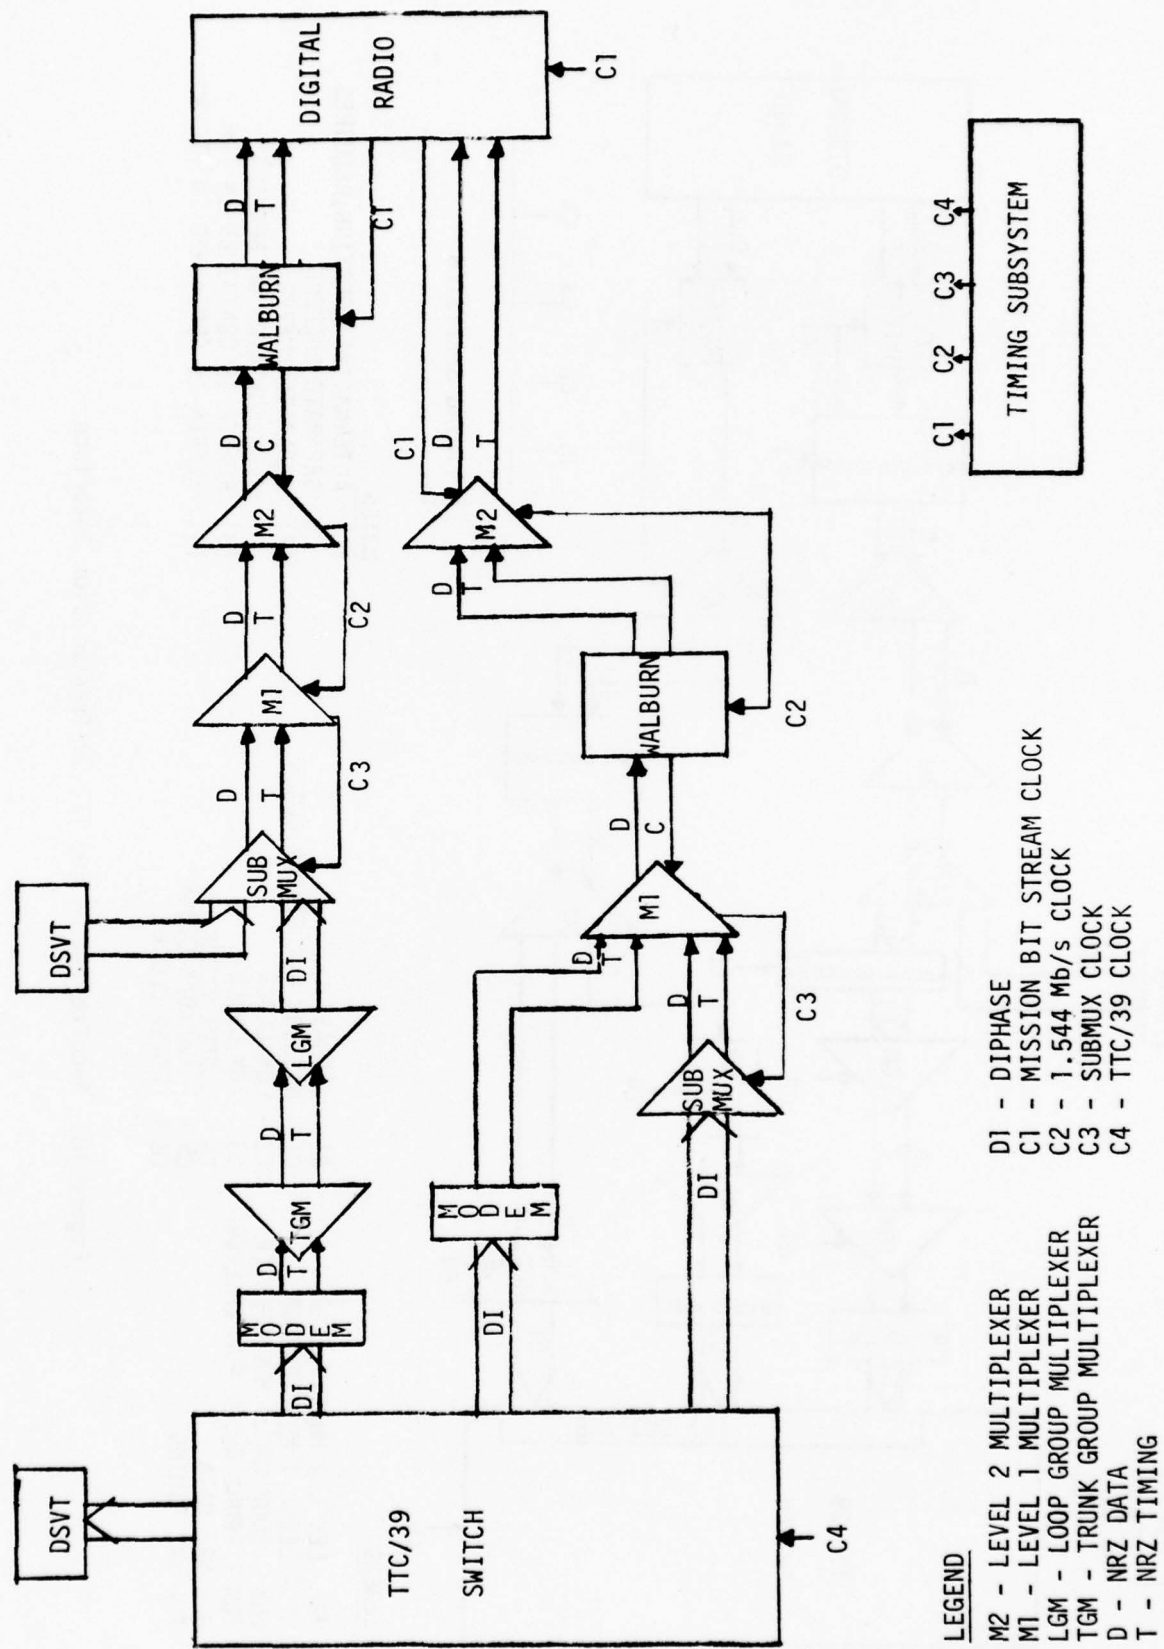 DSVT
DSVT
TTC/39
SWITCH
C4
DI
MODEM
D
T
TGM
D
T
LGM
DI
SUB
MUX
D
T
C3
M1
D
T
C2
M2
D
C
WALBURN
D
T
C1
DIGITAL
RADIO
C1
DI
MODEM
D
T
DI
SUB
MUX
D
T
C3
M1
D
C
WALBURN
C2
D
T
M2
C1
D
T
C1
C2
C3
C4
TIMING SUBSYSTEM
LEGEND
M2 - LEVEL 2 MULTIPLEXER
M1 - LEVEL 1 MULTIPLEXER
LGM - LOOP GROUP MULTIPLEXER
TGM - TRUNK GROUP MULTIPLEXER
D - NRZ DATA
T - NRZ TIMING
DI - DIPHASE
C1 - MISSION BIT STREAM CLOCK
C2 - 1.544 Mb/s CLOCK
C3 - SUBMUX CLOCK
C4 - TTC/39 CLOCK